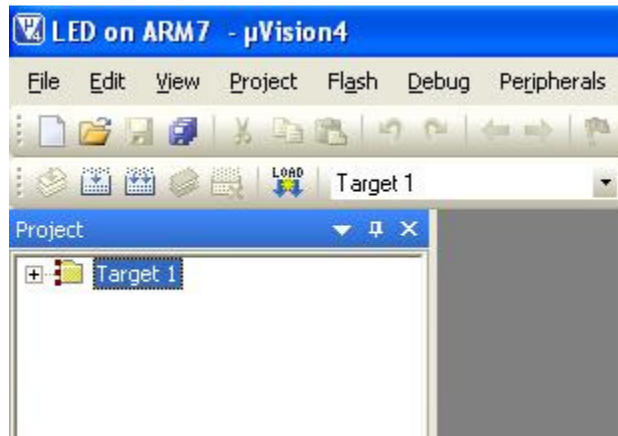 LED on ARM7 - µVision4
File Edit View Project Flash Debug Peripherals
LOAD Target 1
Project
Target 1